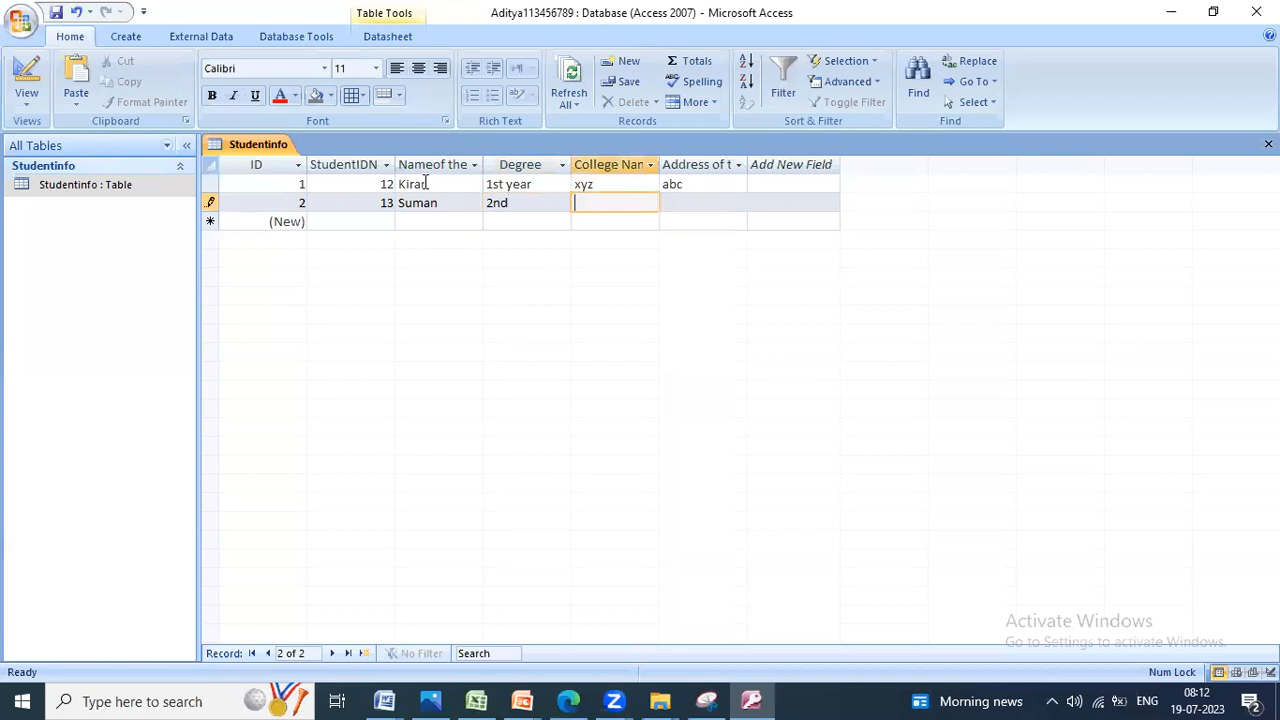 Table Tools
Aditya113456789 : Database (Access 2007) - Microsoft Access
Home Create External Data Database Tools Datasheet
View
Views
Paste
Cut
Copy
Format Painter
Clipboard
Calibri 11
B I U A
Font
Rich Text
Refresh All
New
Save
Delete
Totals
Spelling
More
Records
Filter
Selection
Advanced
Toggle Filter
Sort & Filter
Find
Replace
Go To
Select
Find
All Tables
Studentinfo
Studentinfo : Table
Studentinfo
ID StudentIDN Nameof the Degree College Nar Address of t Add New Field
1 12 Kiran 1st year xyz abc
2 13 Suman 2nd
(New)
Activate Windows
Go to Settings to activate Windows.
Record: 2 of 2 No Filter Search
Ready
Num Lock
Type here to search
Morning news
ENG
08:12
19-07-2023
2